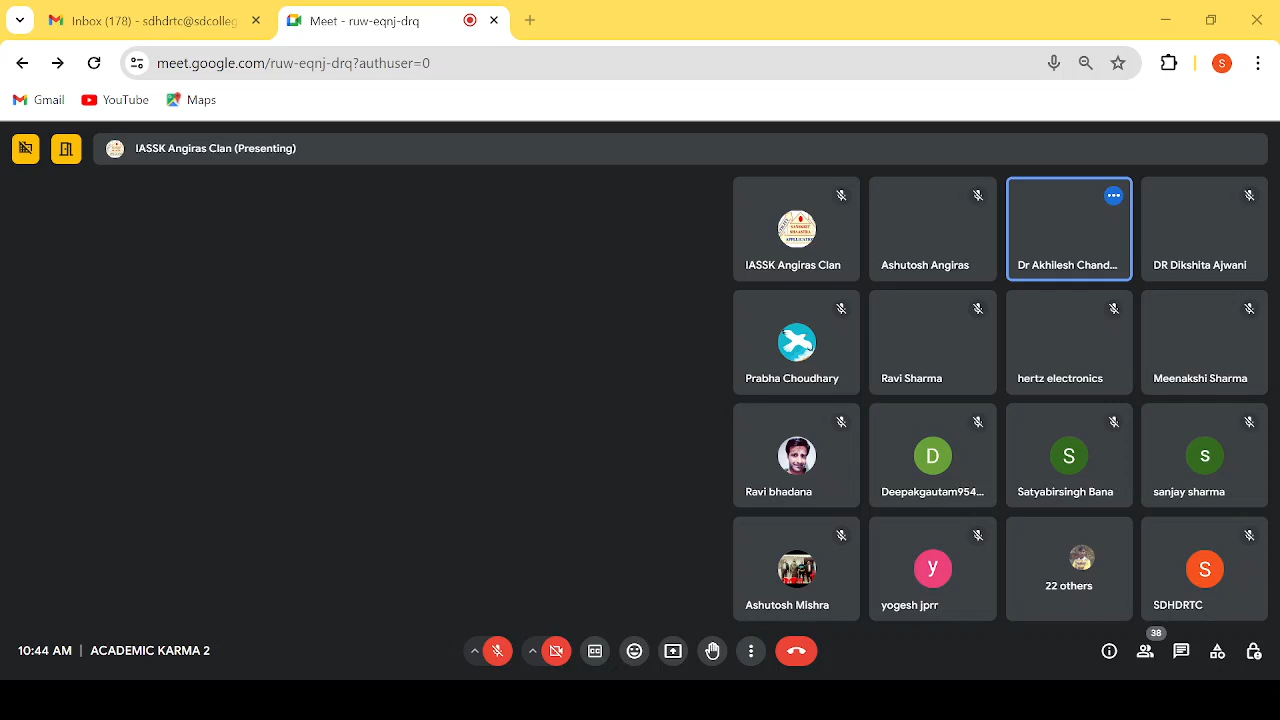 Inbox (178) - sdhdrtc@sdcolleg
Meet - ruw-eqnj-drq
meet.google.com/ruw-eqnj-drq?authuser=0
S
Gmail
YouTube
Maps
IASSK Angiras Clan (Presenting)
IASSK Angiras Clan
Ashutosh Angiras
Dr Akhilesh Chand...
DR Dikshita Ajwani
Prabha Choudhary
Ravi Sharma
hertz electronics
Meenakshi Sharma
D
S
s
Ravi bhadana
Deepakgautam954...
Satyabirsingh Bana
sanjay sharma
y
S
Ashutosh Mishra
yogesh jprr
22 others
SDHDRTC
10:44 AM | ACADEMIC KARMA 2
CC
38